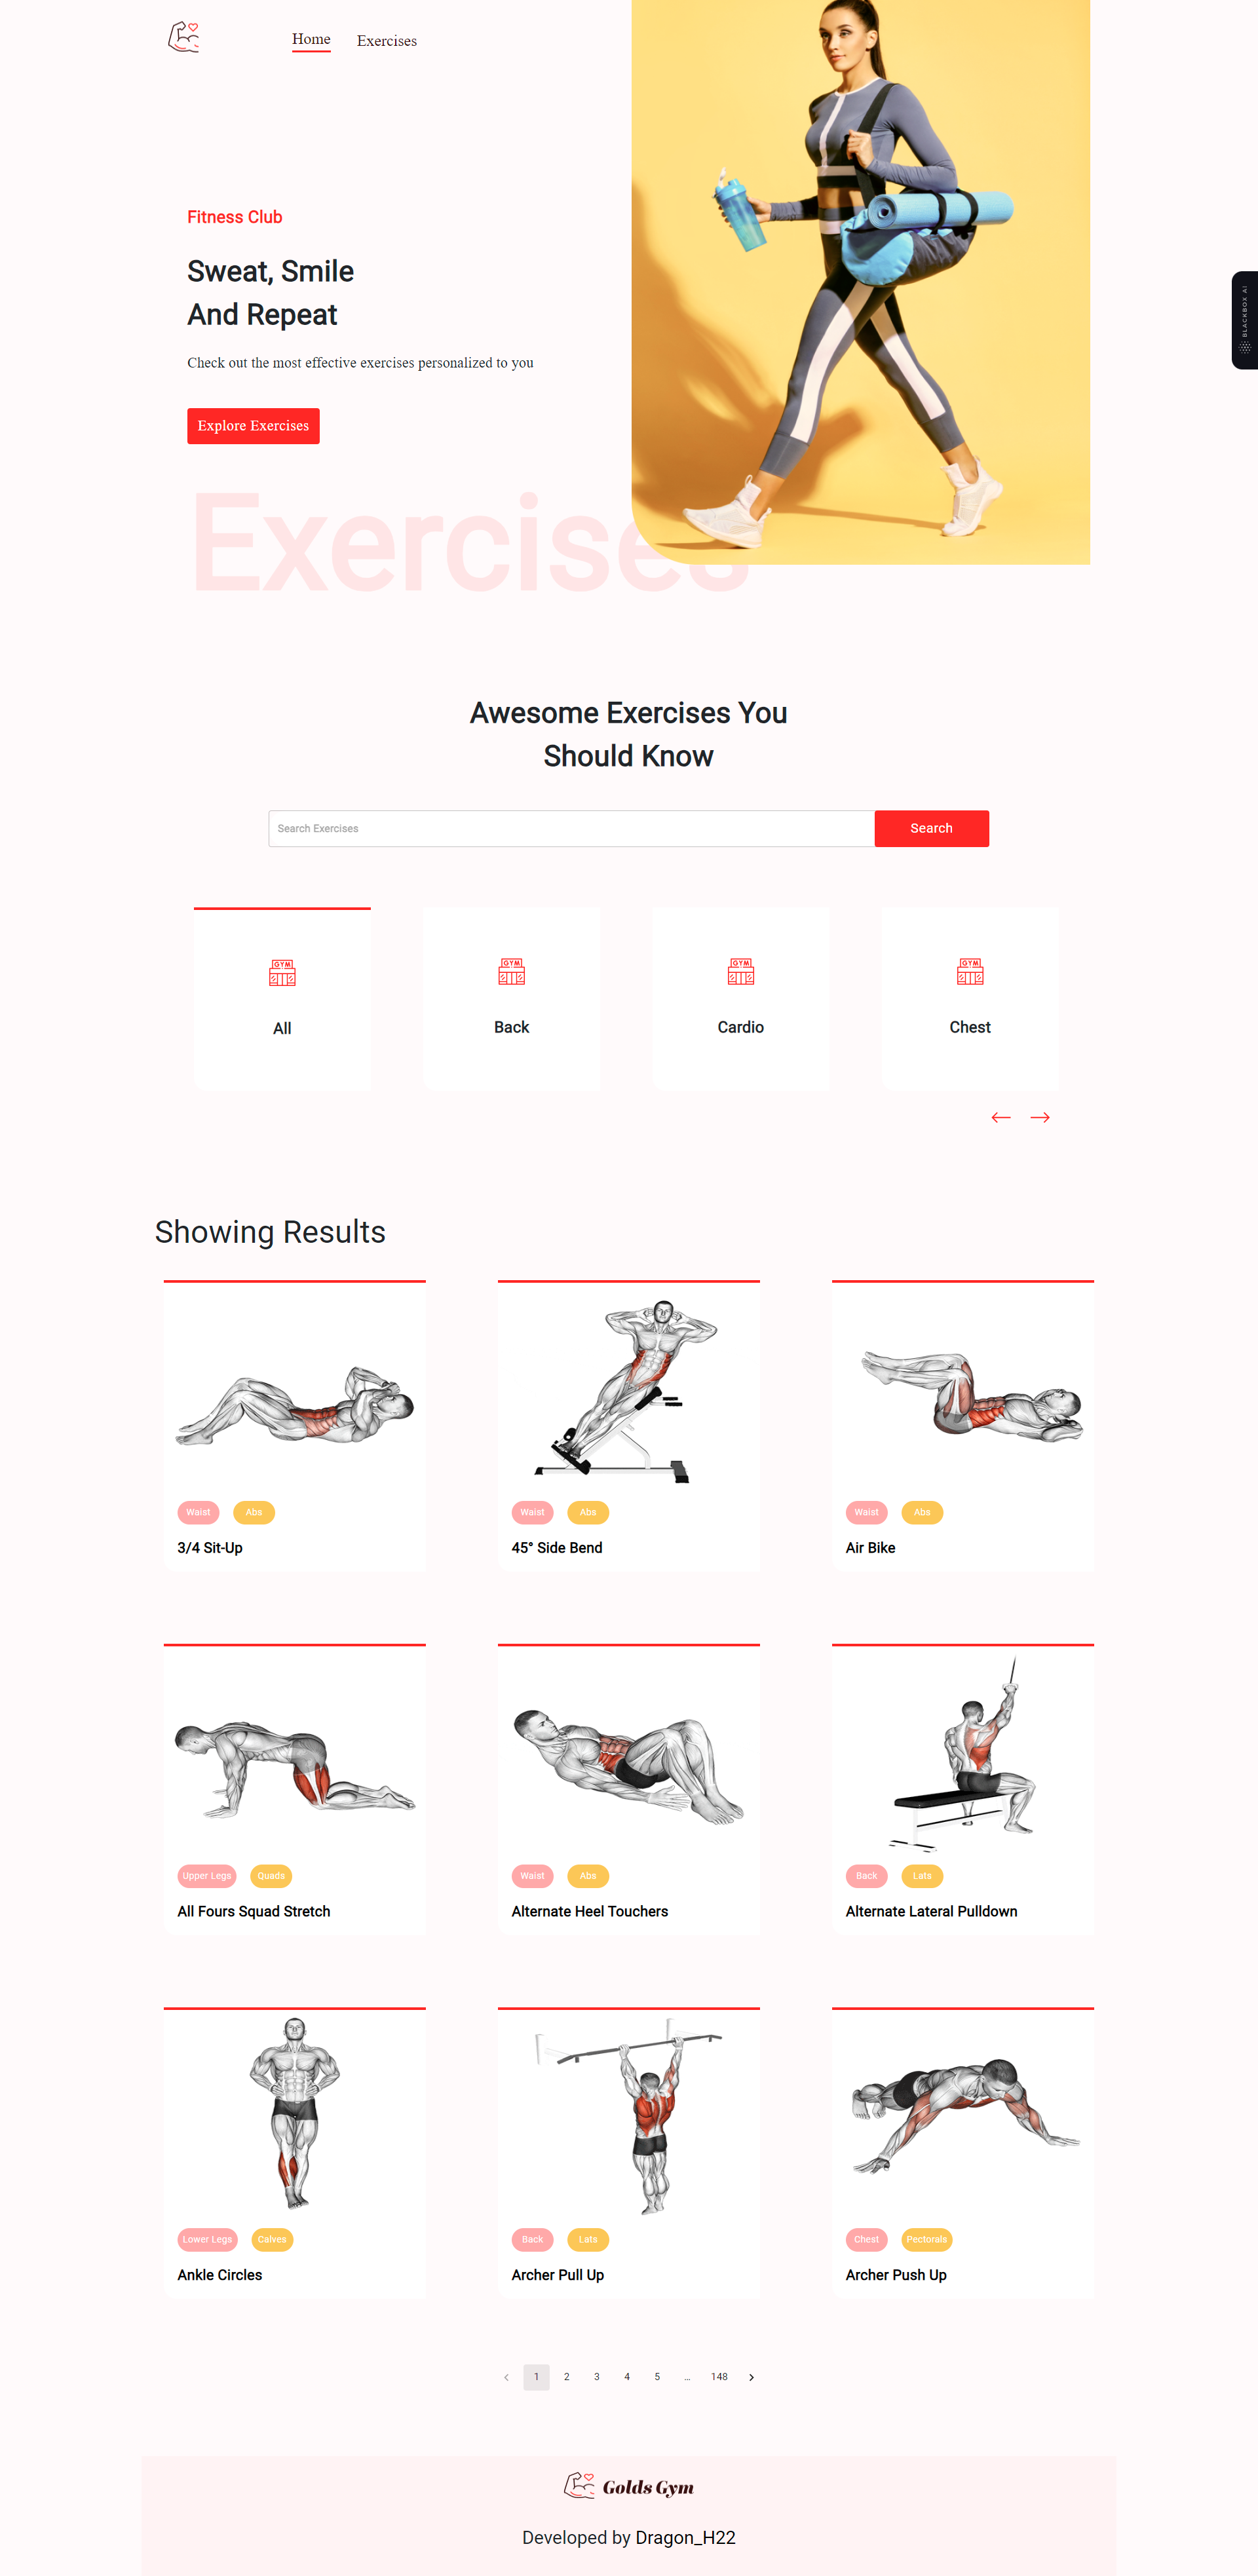 Home
Exercises
Fitness Club
Sweat, Smile
And Repeat
Check out the most effective exercises personalized to you
Explore Exercises
Exercises
BLACKBOX AI
Awesome Exercises You
Should Know
Search Exercises
Search
GYM
All
GYM
Back
GYM
Cardio
GYM
Chest
Showing Results
Waist Abs
3/4 Sit-Up
Waist Abs
45° Side Bend
Waist Abs
Air Bike
Upper Legs Quads
All Fours Squad Stretch
Waist Abs
Alternate Heel Touchers
Back Lats
Alternate Lateral Pulldown
Lower Legs Calves
Ankle Circles
Back Lats
Archer Pull Up
Chest Pectorals
Archer Push Up
1 2 3 4 5 … 148
Golds Gym
Developed by Dragon_H22